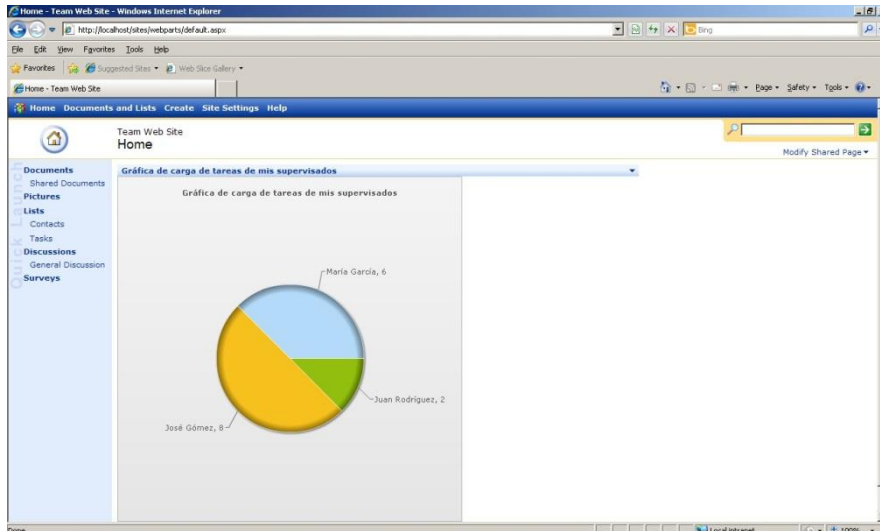 Home - Team Web Site - Windows Internet Explorer
http://localhost/sites/webparts/default.aspx
Bing
File Edit View Favorites Tools Help
Favorites Suggested Sites Web Slice Gallery
Home - Team Web Site
Page Safety Tools
Home Documents and Lists Create Site Settings Help
Team Web Site
Home
Modify Shared Page
Documents
Shared Documents
Pictures
Lists
Contacts
Tasks
Discussions
General Discussion
Surveys
Gráfica de carga de tareas de mis supervisados
Gráfica de carga de tareas de mis supervisados
María García, 6
Juan Rodríguez, 2
José Gómez, 8
Done
Local intranet
100%